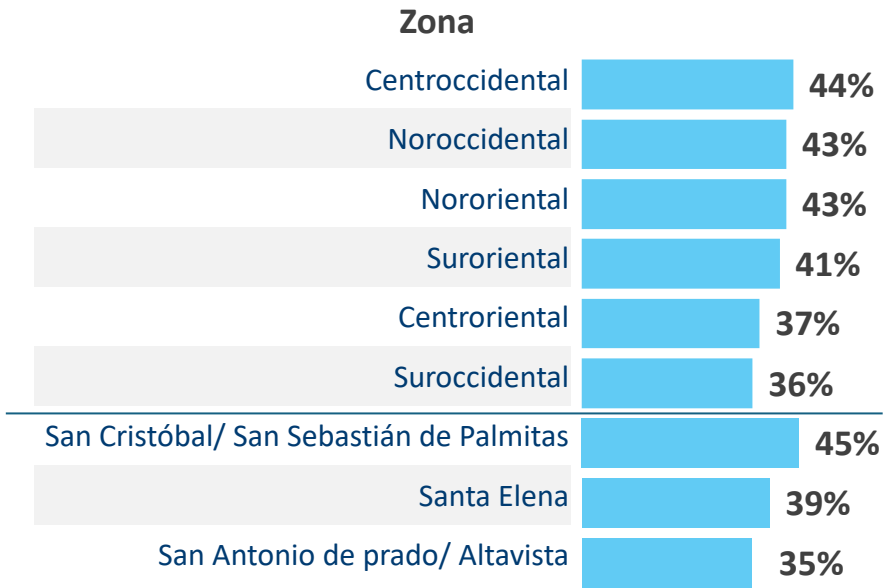 Zona
Centroccidental 44%
Noroccidental 43%
Nororiental 43%
Suroriental 41%
Centroriental 37%
Suroccidental 36%
San Cristóbal/ San Sebastián de Palmitas 45%
Santa Elena 39%
San Antonio de prado/ Altavista 35%